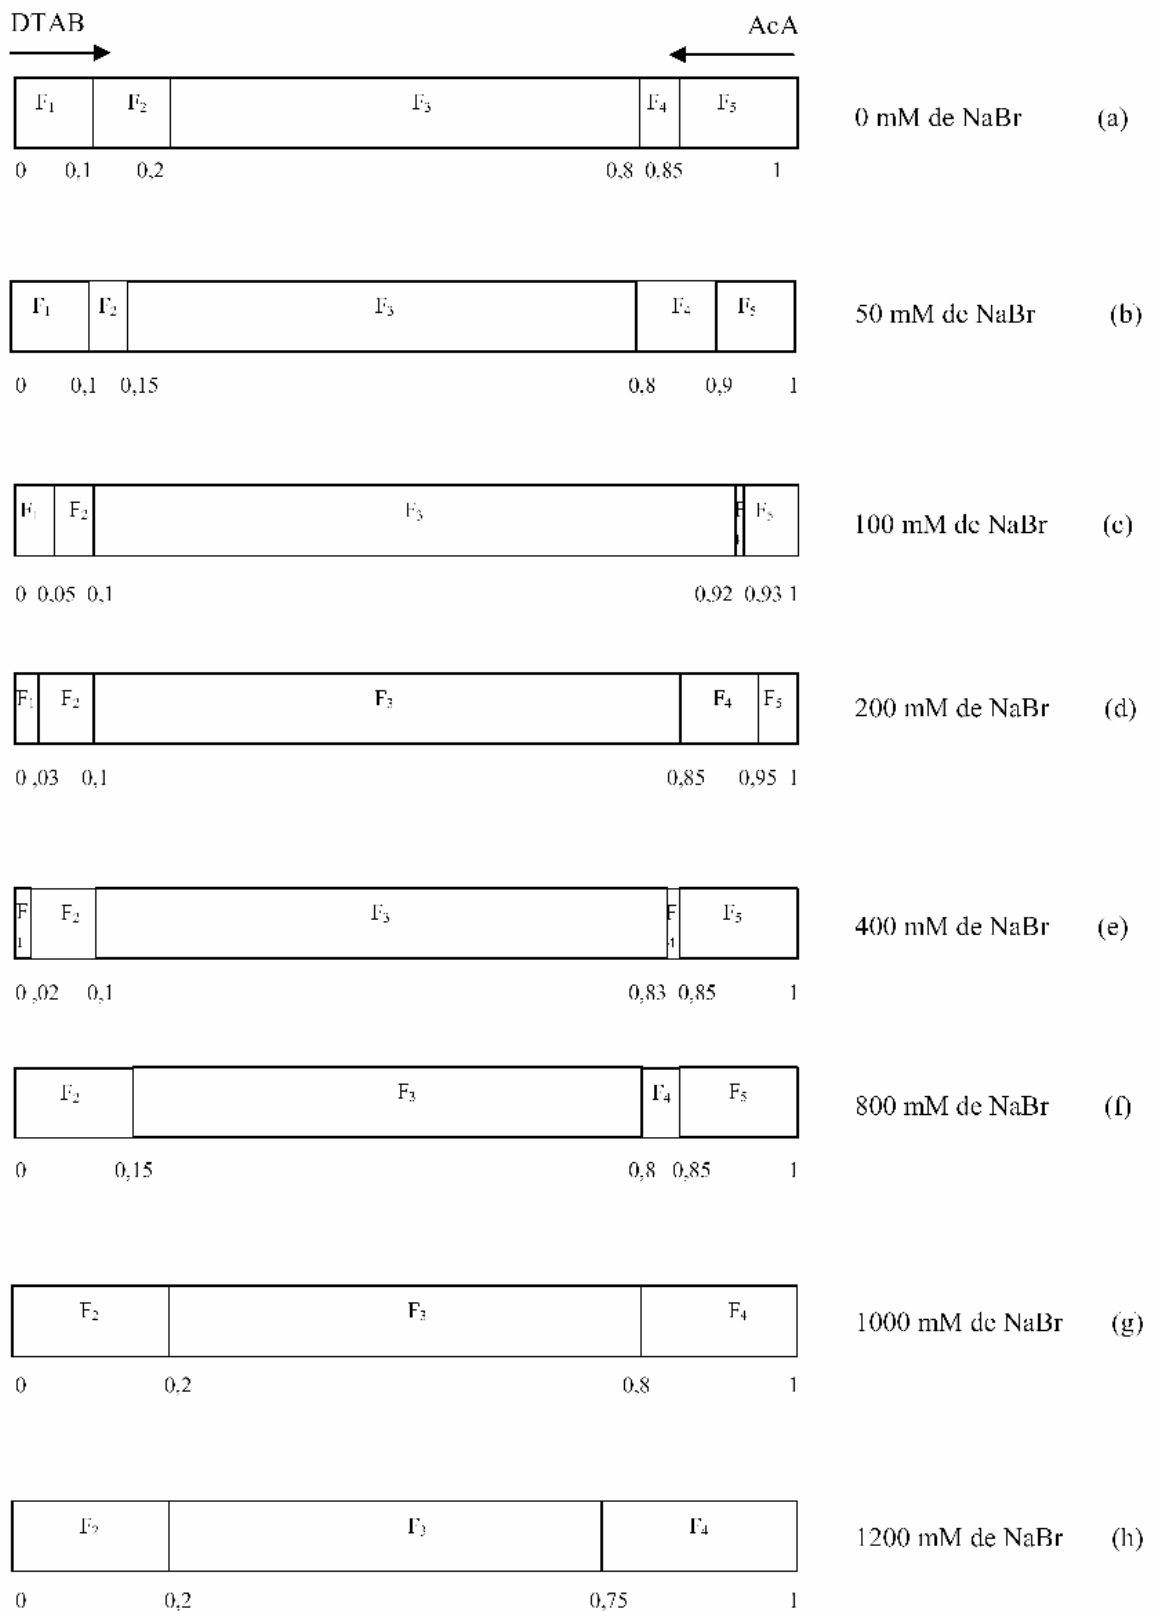 DTAB AcA
F₁ F₂ F₃ F₄ F₅ 0 mM de NaBr (a)
0 0,1 0,2 0,8 0,85 1
F₁ F₂ F₃ F₄ F₅ 50 mM de NaBr (b)
0 0,1 0,15 0,8 0,9 1
F₁ F₂ F₃ F₄ F₅ 100 mM de NaBr (c)
0 0,05 0,1 0,92 0,93 1
F₁ F₂ F₃ F₄ F₅ 200 mM de NaBr (d)
0 ,03 0,1 0,85 0,95 1
F₁ F₂ F₃ F₄ F₅ 400 mM de NaBr (e)
0 ,02 0,1 0,83 0,85 1
F₂ F₃ F₄ F₅ 800 mM de NaBr (f)
0 0,15 0,8 0,85 1
F₂ F₃ F₄ 1000 mM de NaBr (g)
0 0,2 0,8 1
F₂ F₃ F₄ 1200 mM de NaBr (h)
0 0,2 0,75 1